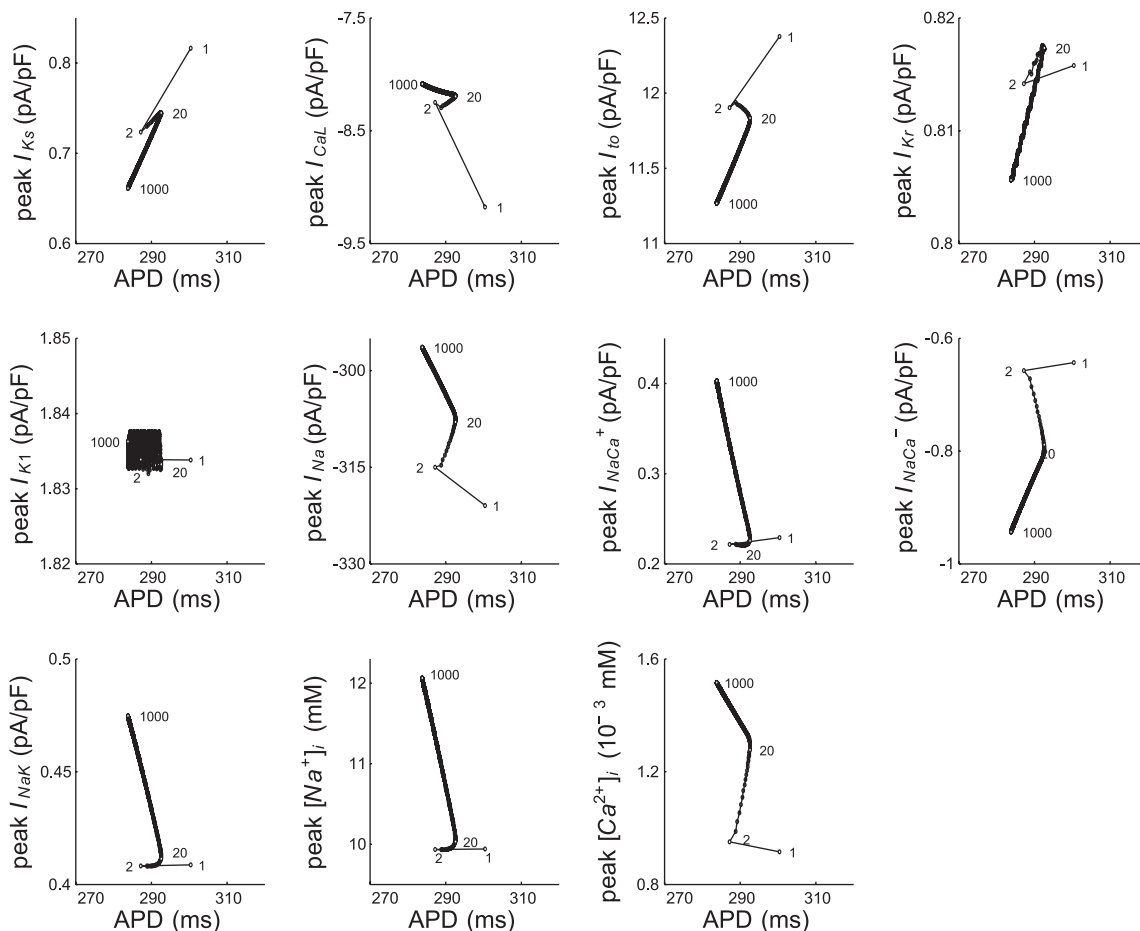 peak I_Ks (pA/pF)
0.8
0.7
0.6
1
2
20
1000
270 290 310
APD (ms)
peak I_CaL (pA/pF)
-7.5
-8.5
-9.5
1000
20
2
1
270 290 310
APD (ms)
peak I_to (pA/pF)
12.5
12
11.5
11
1
2
20
1000
270 290 310
APD (ms)
peak I_Kr (pA/pF)
0.82
0.81
0.8
20
1
2
1000
270 290 310
APD (ms)
peak I_K1 (pA/pF)
1.85
1.84
1.83
1.82
1000
1
2 20
270 290 310
APD (ms)
peak I_Na (pA/pF)
-300
-315
-330
1000
20
2
1
270 290 310
APD (ms)
peak I_NaCa⁺ (pA/pF)
0.4
0.3
0.2
1000
1
2
20
270 290 310
APD (ms)
peak I_NaCa⁻ (pA/pF)
-0.6
-0.8
-1
1
2
20
1000
270 290 310
APD (ms)
peak I_NaK (pA/pF)
0.5
0.45
0.4
1000
20
2 1
270 290 310
APD (ms)
peak [Na⁺]i (mM)
12
11
10
1000
20
2 1
270 290 310
APD (ms)
peak [Ca²⁺]i (10⁻³ mM)
1.6
1.2
0.8
1000
20
2
1
270 290 310
APD (ms)